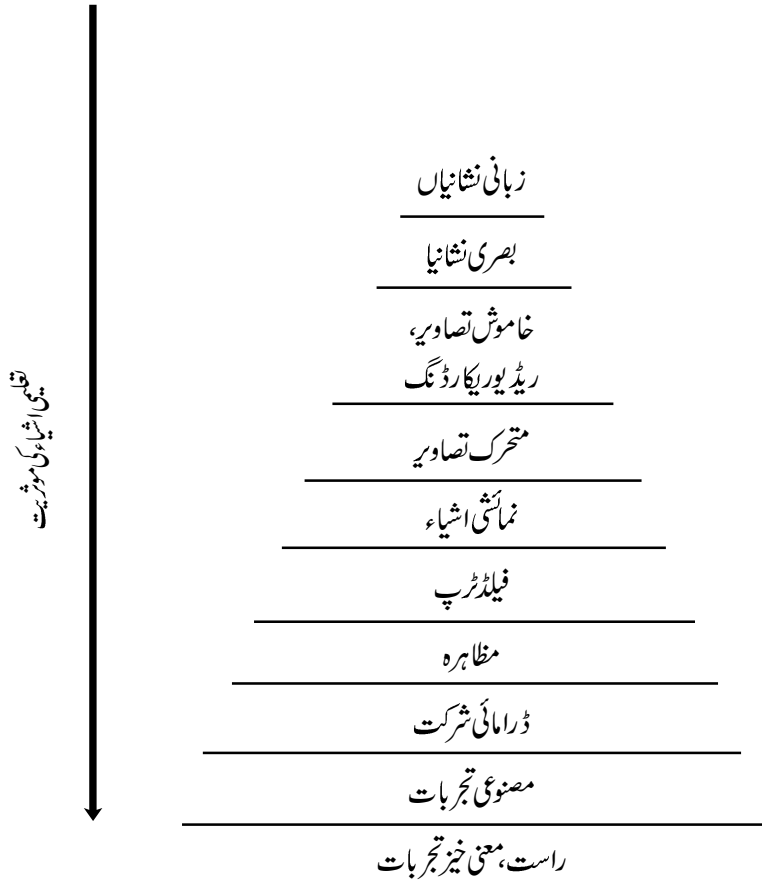 زبانی نشانیاں
بصری نشانیا
خاموش تصاویر،
ریڈیو ریکارڈنگ
متحرک تصاویر
نمائشی اشیاء
فیلڈ ٹرپ
مظاہرہ
ڈرامائی شرکت
مصنوعی تجربات
راست، معنی خیز تجربات
تعلیمی اشیاء کی موثریت